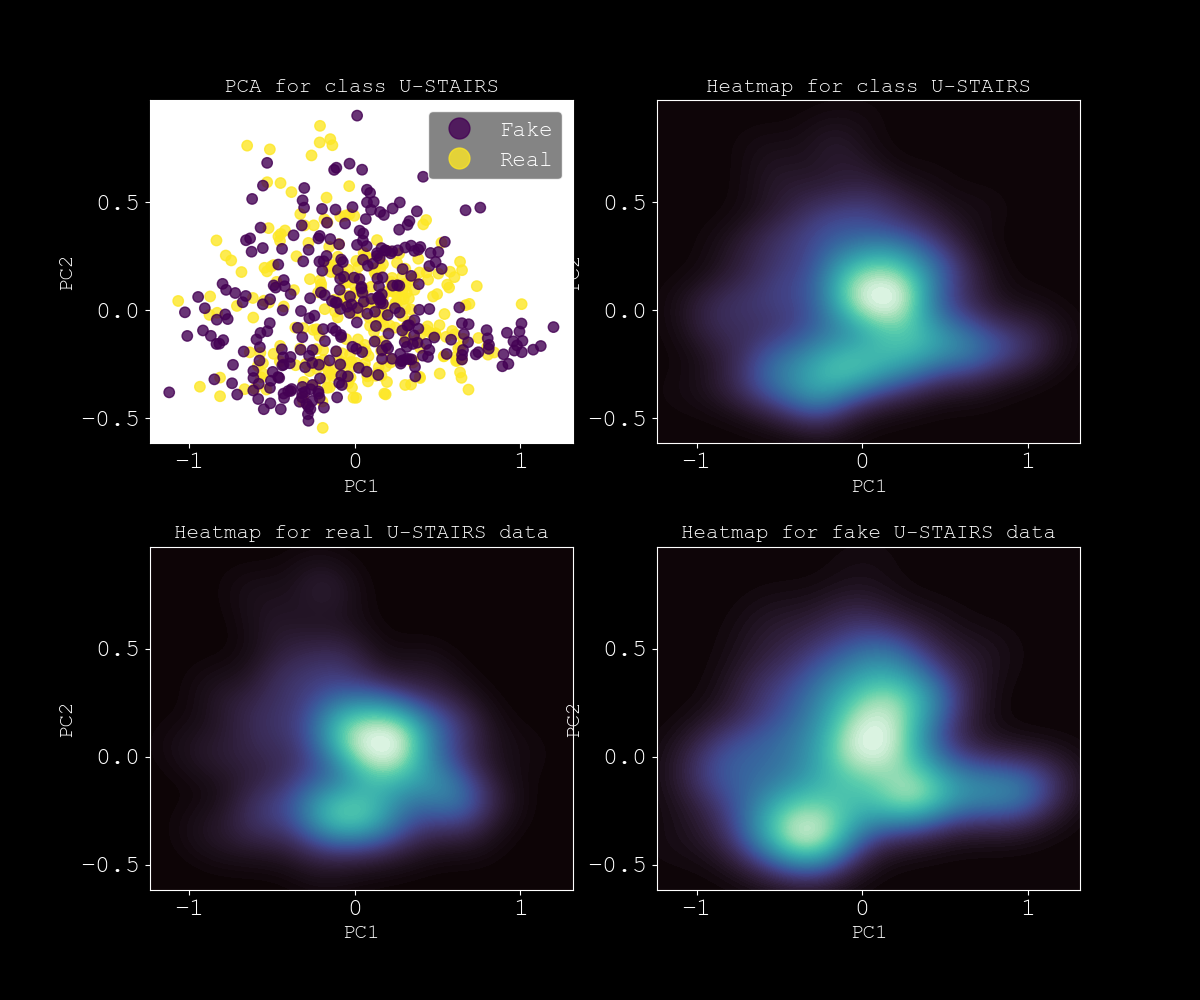 PCA for class U-STAIRS
Heatmap for class U-STAIRS
Fake
Real
0.5
0.0
−0.5
PC2
−1
0
1
PC1
0.5
0.0
−0.5
PC2
−1
0
1
PC1
Heatmap for real U-STAIRS data
Heatmap for fake U-STAIRS data
0.5
0.0
−0.5
PC2
−1
0
1
PC1
0.5
0.0
−0.5
PC2
−1
0
1
PC1